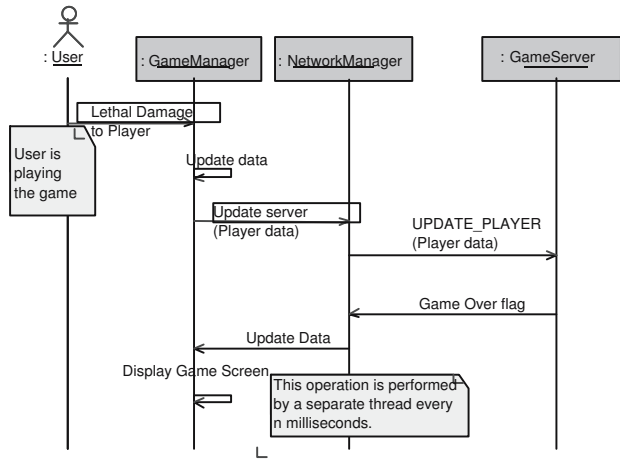 : User
: GameManager
: NetworkManager
: GameServer
Lethal Damage
to Player
User is
playing
the game
Update data
Update server
(Player data)
UPDATE_PLAYER
(Player data)
Game Over flag
Update Data
Display Game Screen
This operation is performed
by a separate thread every
n milliseconds.